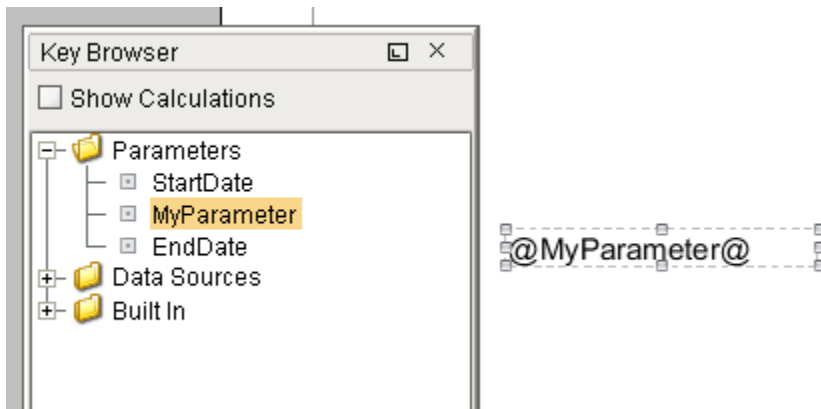 Key Browser
Show Calculations
Parameters
StartDate
MyParameter
EndDate
Data Sources
Built In
@MyParameter@